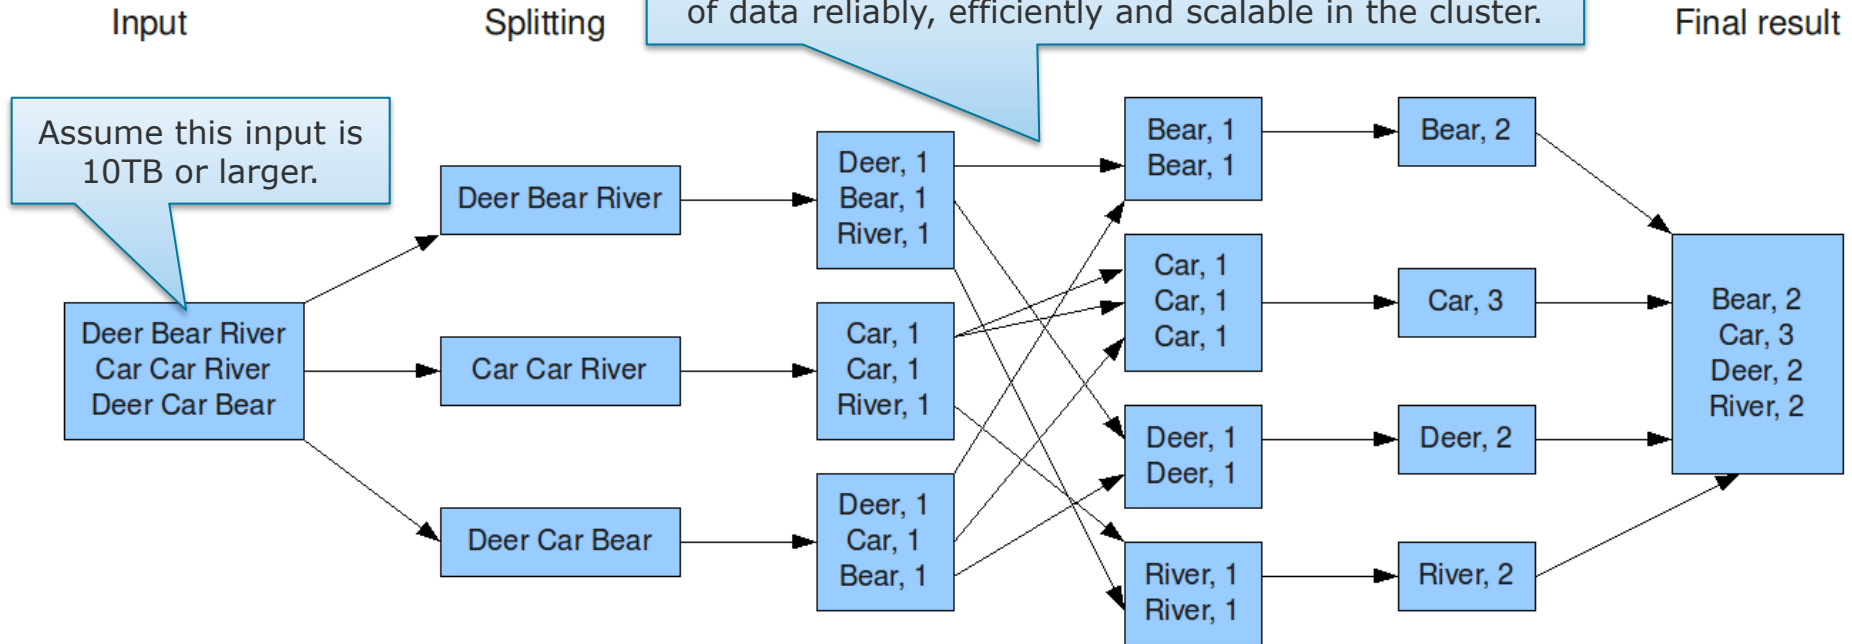 of data reliably, efficiently and scalable in the cluster.
Input
Splitting
Final result
Assume this input is
10TB or larger.
Deer Bear River
Car Car River
Deer Car Bear
Deer Bear River
Car Car River
Deer Car Bear
Deer, 1
Bear, 1
River, 1
Car, 1
Car, 1
River, 1
Deer, 1
Car, 1
Bear, 1
Bear, 1
Bear, 1
Car, 1
Car, 1
Car, 1
Deer, 1
Deer, 1
River, 1
River, 1
Bear, 2
Car, 3
Deer, 2
River, 2
Bear, 2
Car, 3
Deer, 2
River, 2